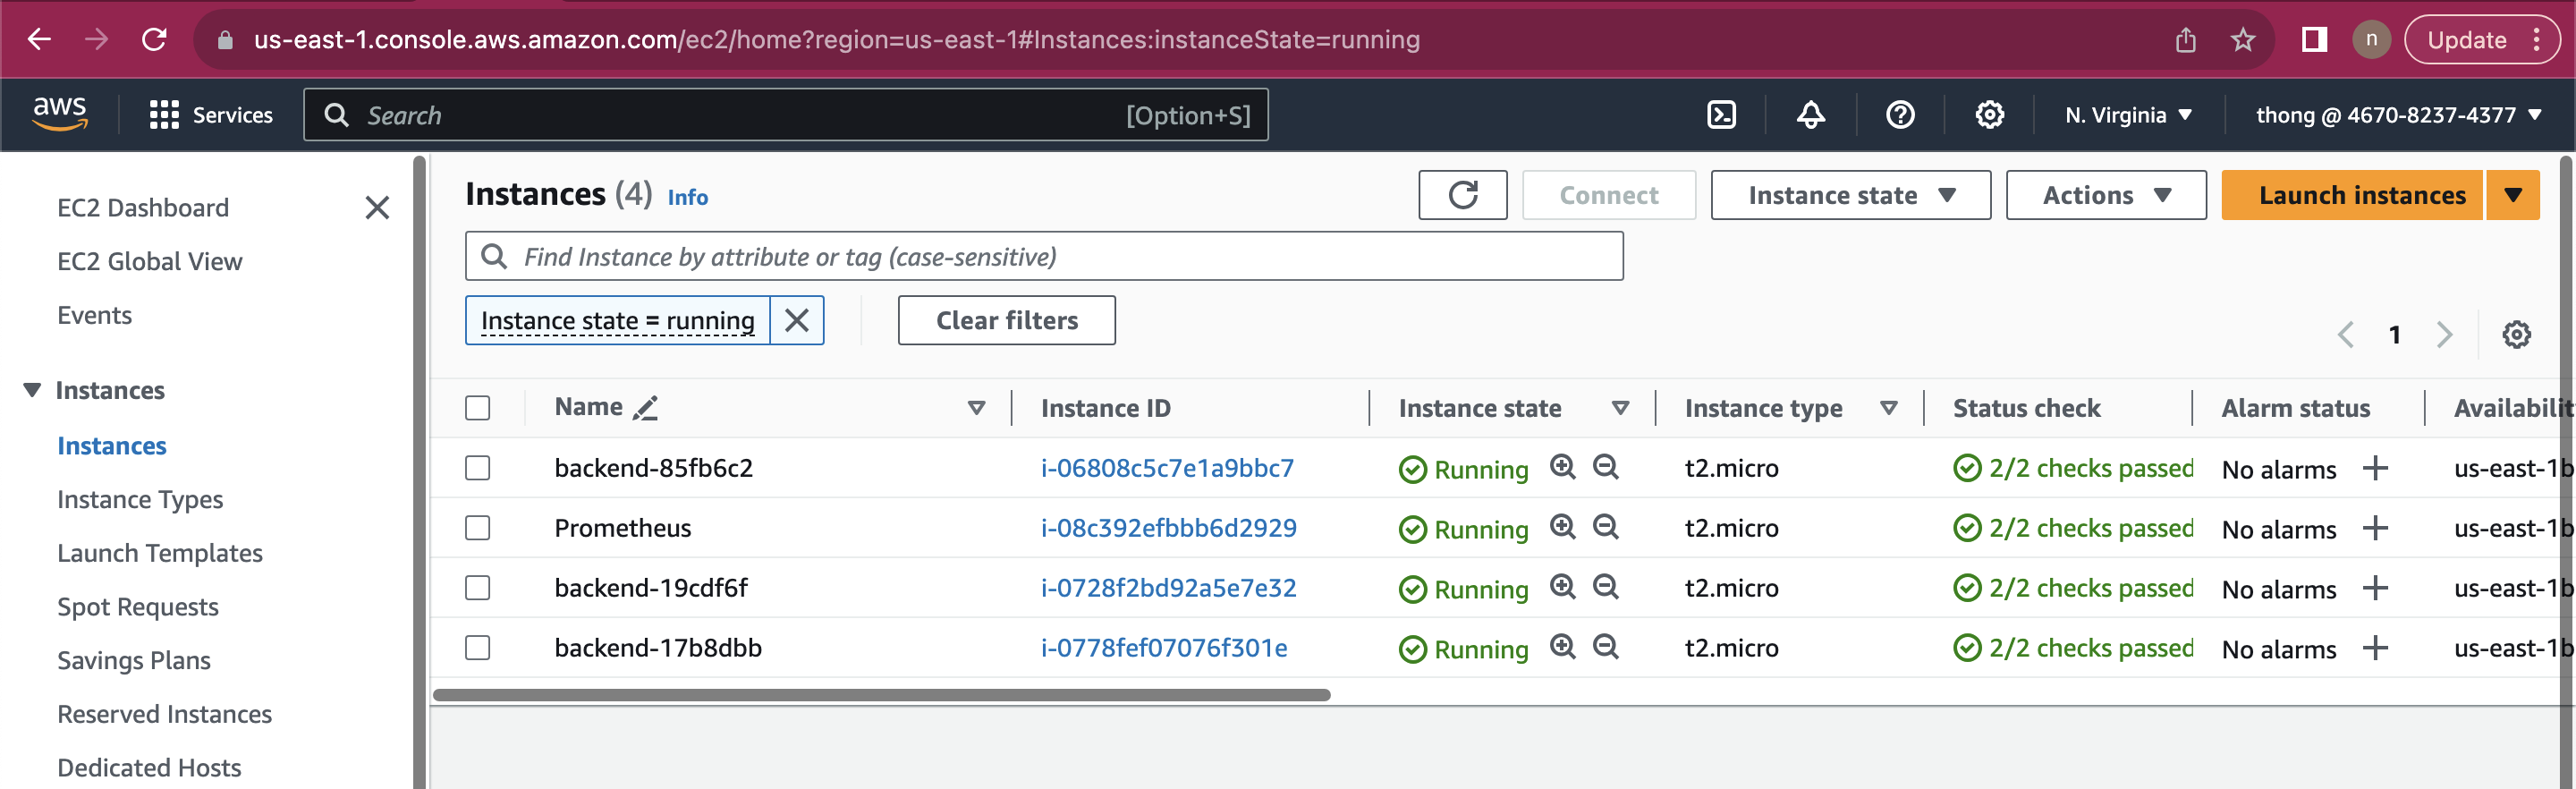 us-east-1.console.aws.amazon.com/ec2/home?region=us-east-1#Instances:instanceState=running
n
Update
aws
Services
Search
[Option+S]
N. Virginia
thong @ 4670-8237-4377
EC2 Dashboard
EC2 Global View
Events
Instances
Instances
Instance Types
Launch Templates
Spot Requests
Savings Plans
Reserved Instances
Dedicated Hosts
Instances (4) Info
Connect
Instance state
Actions
Launch instances
Find Instance by attribute or tag (case-sensitive)
Instance state = running
Clear filters
1
Name Instance ID Instance state Instance type Status check Alarm status Availabilit
backend-85fb6c2 i-06808c5c7e1a9bbc7 Running t2.micro 2/2 checks passed No alarms us-east-1b
Prometheus i-08c392efbbb6d2929 Running t2.micro 2/2 checks passed No alarms us-east-1b
backend-19cdf6f i-0728f2bd92a5e7e32 Running t2.micro 2/2 checks passed No alarms us-east-1b
backend-17b8dbb i-0778fef07076f301e Running t2.micro 2/2 checks passed No alarms us-east-1b